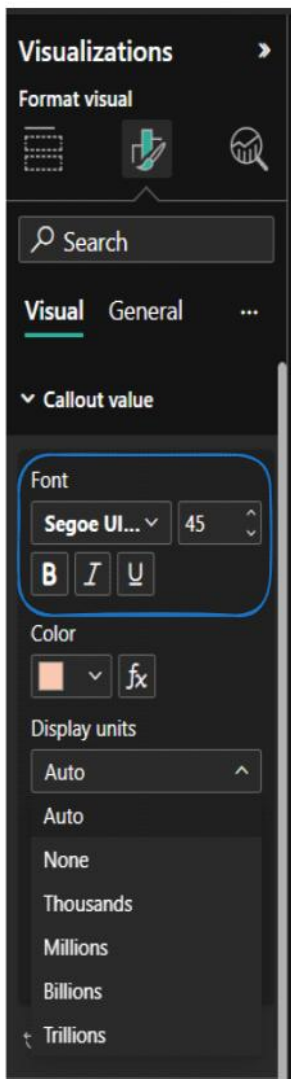 Visualizations »
Format visual
Search
Visual General ...
Callout value
Font
Segoe UI... 45
B I U
Color
fx
Display units
Auto
Auto
None
Thousands
Millions
Billions
Trillions